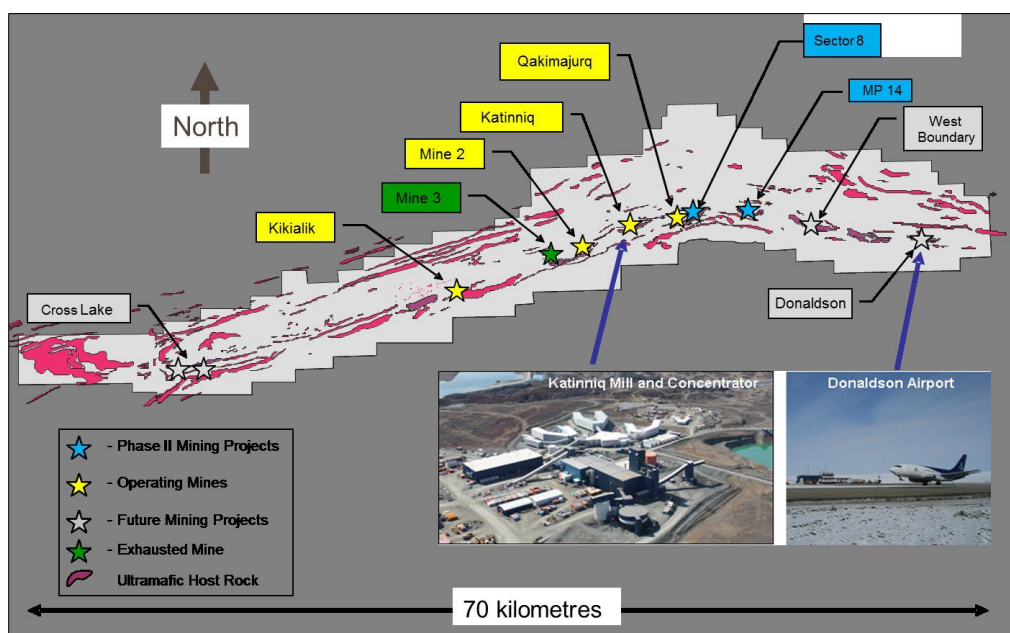 Sector 8
Qakimajurq
MP 14
Katinniq
West
Boundary
North
Mine 2
Mine 3
Kikialik
Cross Lake
Donaldson
Katinniq Mill and Concentrator
Donaldson Airport
- Phase II Mining Projects
- Operating Mines
- Future Mining Projects
- Exhausted Mine
Ultramafic Host Rock
70 kilometres